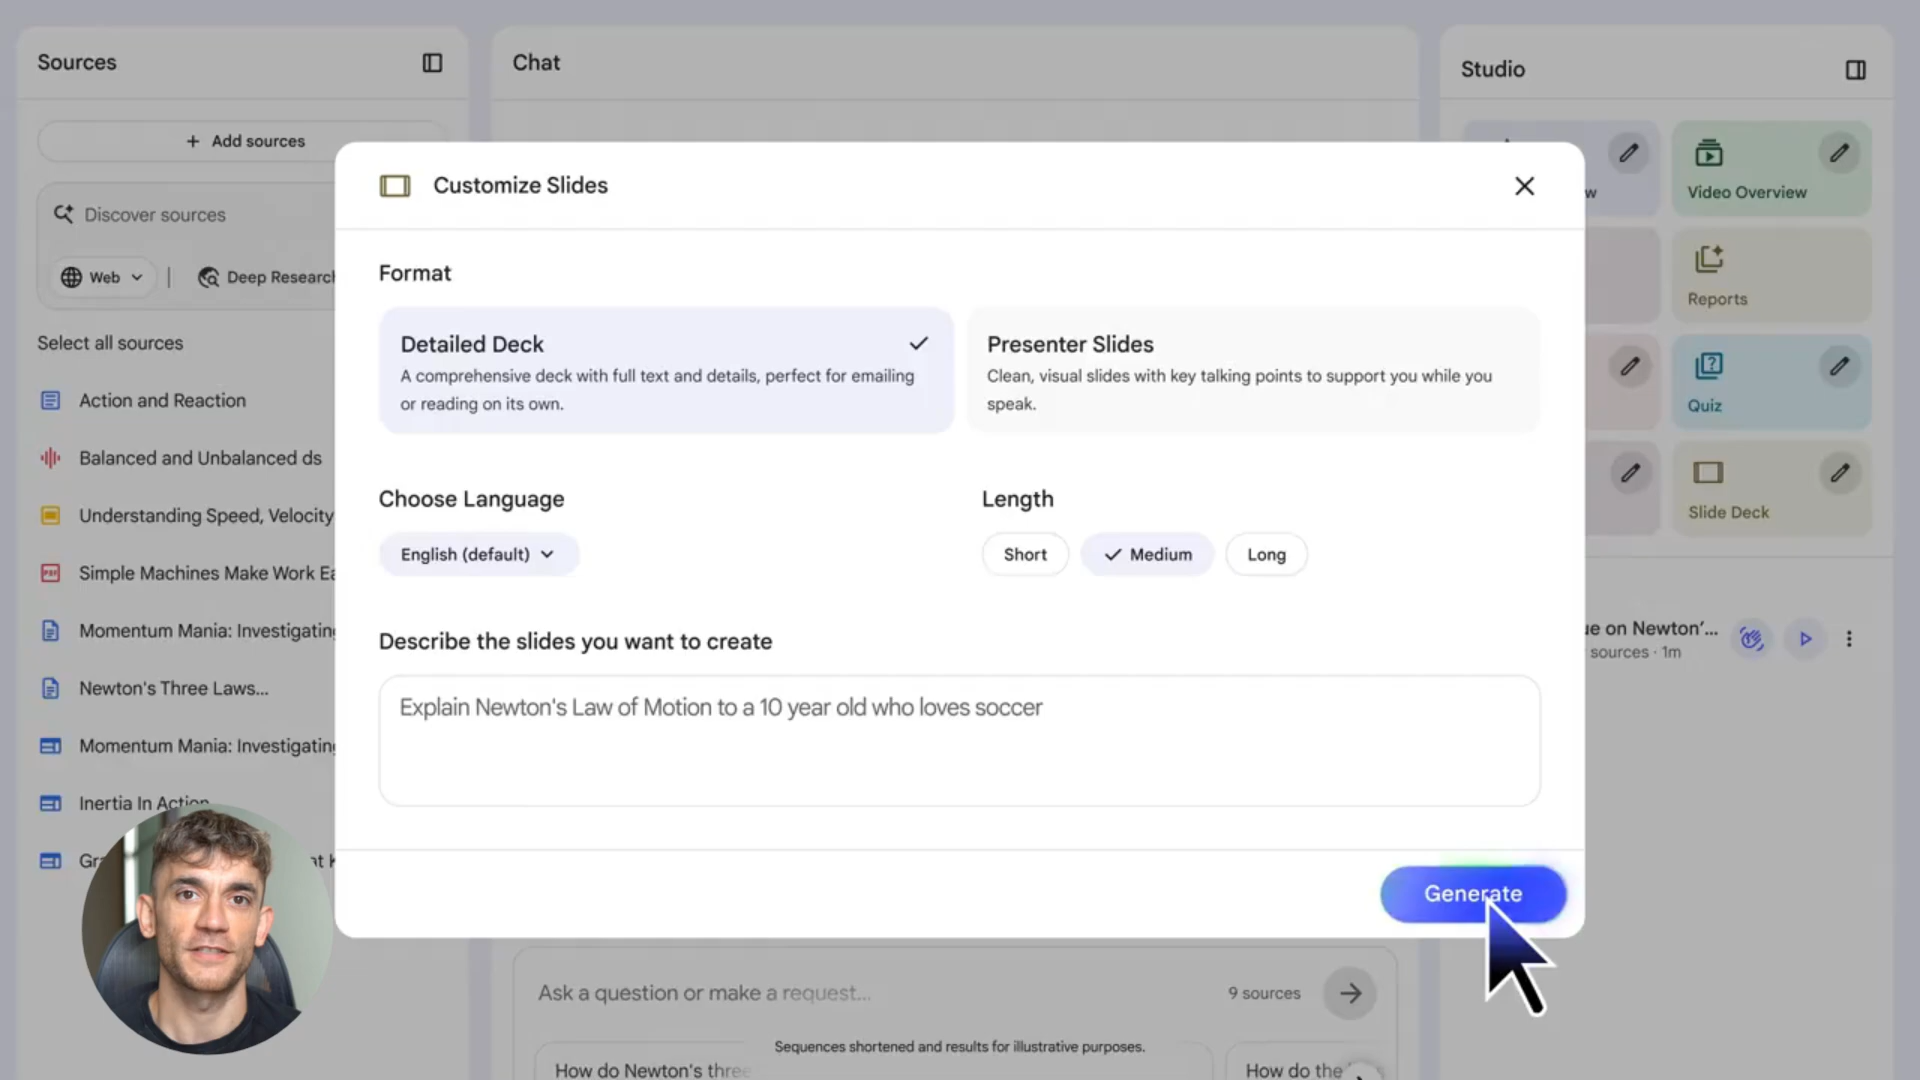 Sources
Chat
Studio
Add sources
Discover sources
Web
Deep Research
Select all sources
Action and Reaction
Balanced and Unbalanced ds
Understanding Speed, Velocity
Simple Machines Make Work
Momentum Mania: Investigating
Newton's Three Laws...
Momentum Mania: Investigating
Inertia In Action
Customize Slides
Format
Detailed Deck
A comprehensive deck with full text and details, perfect for emailing
or reading on its own.
Presenter Slides
Clean, visual slides with key talking points to support you while you
speak.
Choose Language
English (default)
Length
Short
Medium
Long
Describe the slides you want to create
Explain Newton's Law of Motion to a 10 year old who loves soccer
Generate
Video Overview
Reports
Quiz
Slide Deck
on Newton’...
sources · 1m
Ask a question or make a request...
9 sources
Sequences shortened and results for illustrative purposes.
How do Newton's three
How do the